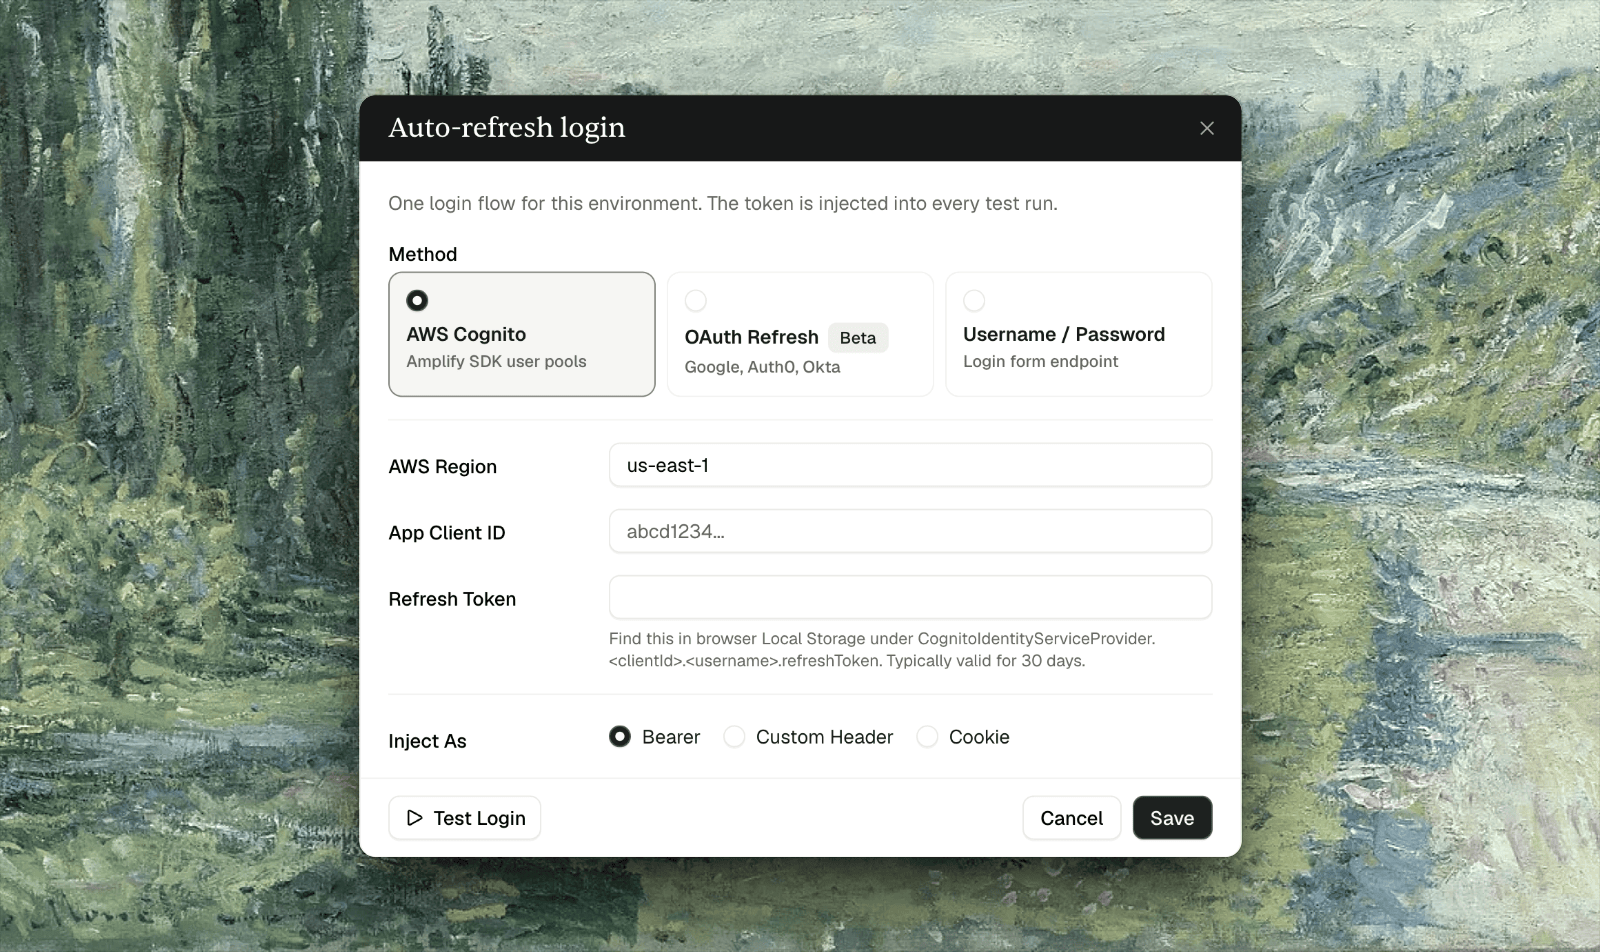 Auto-refresh login
One login flow for this environment. The token is injected into every test run.
Method
AWS Cognito
Amplify SDK user pools
OAuth Refresh Beta
Google, Auth0, Okta
Username / Password
Login form endpoint
AWS Region
us-east-1
App Client ID
abcd1234...
Refresh Token
Find this in browser Local Storage under CognitoIdentityServiceProvider.
<clientId>.<username>.refreshToken. Typically valid for 30 days.
Inject As
Bearer
Custom Header
Cookie
Test Login
Cancel
Save